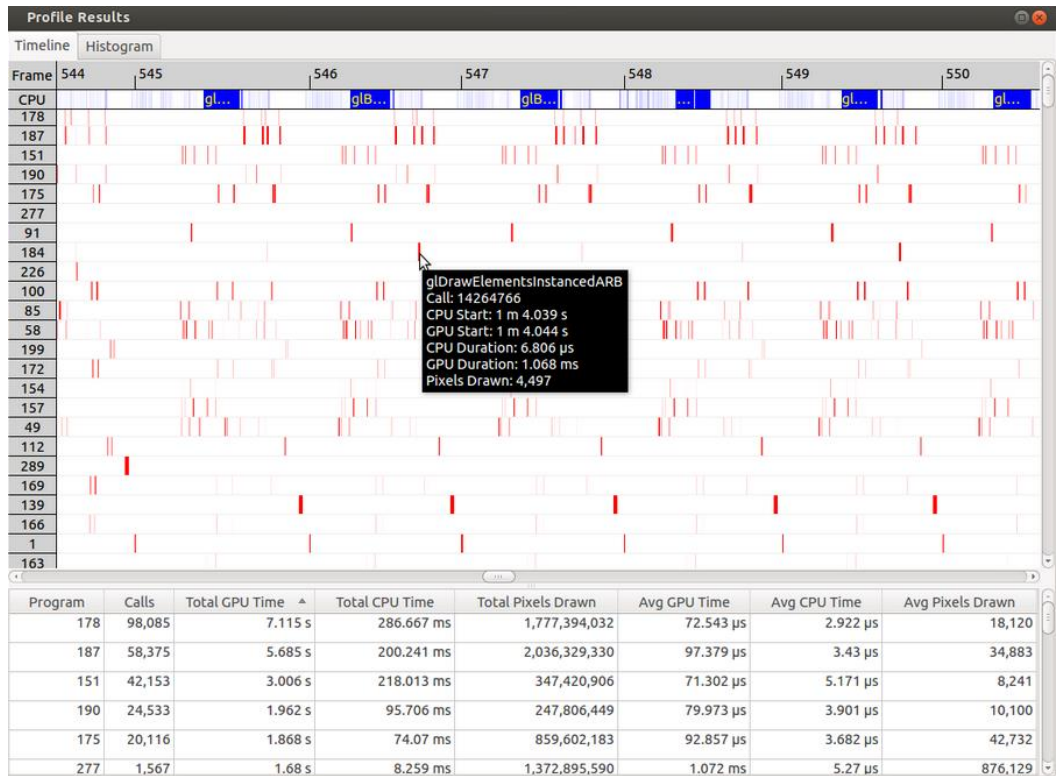 Profile Results
Timeline Histogram
Frame 544 545 546 547 548 549 550
CPU gl... glB... glB... ... gl... gl...
178
187
151
190
175
277
91
184
226
100
85
58
199
172
154
157
49
112
289
169
139
166
1
163
glDrawElementsInstancedARB
Call: 14264766
CPU Start: 1 m 4.039 s
GPU Start: 1 m 4.044 s
CPU Duration: 6.806 µs
GPU Duration: 1.068 ms
Pixels Drawn: 4,497
Program Calls Total GPU Time Total CPU Time Total Pixels Drawn Avg GPU Time Avg CPU Time Avg Pixels Drawn
178 98,085 7.115 s 286.667 ms 1,777,394,032 72.543 µs 2.922 µs 18,120
187 58,375 5.685 s 200.241 ms 2,036,329,330 97.379 µs 3.43 µs 34,883
151 42,153 3.006 s 218.013 ms 347,420,906 71.302 µs 5.171 µs 8,241
190 24,533 1.962 s 95.706 ms 247,806,449 79.973 µs 3.901 µs 10,100
175 20,116 1.868 s 74.07 ms 859,602,183 92.857 µs 3.682 µs 42,732
277 1,567 1.68 s 8.259 ms 1,372,895,590 1.072 ms 5.27 µs 876,129